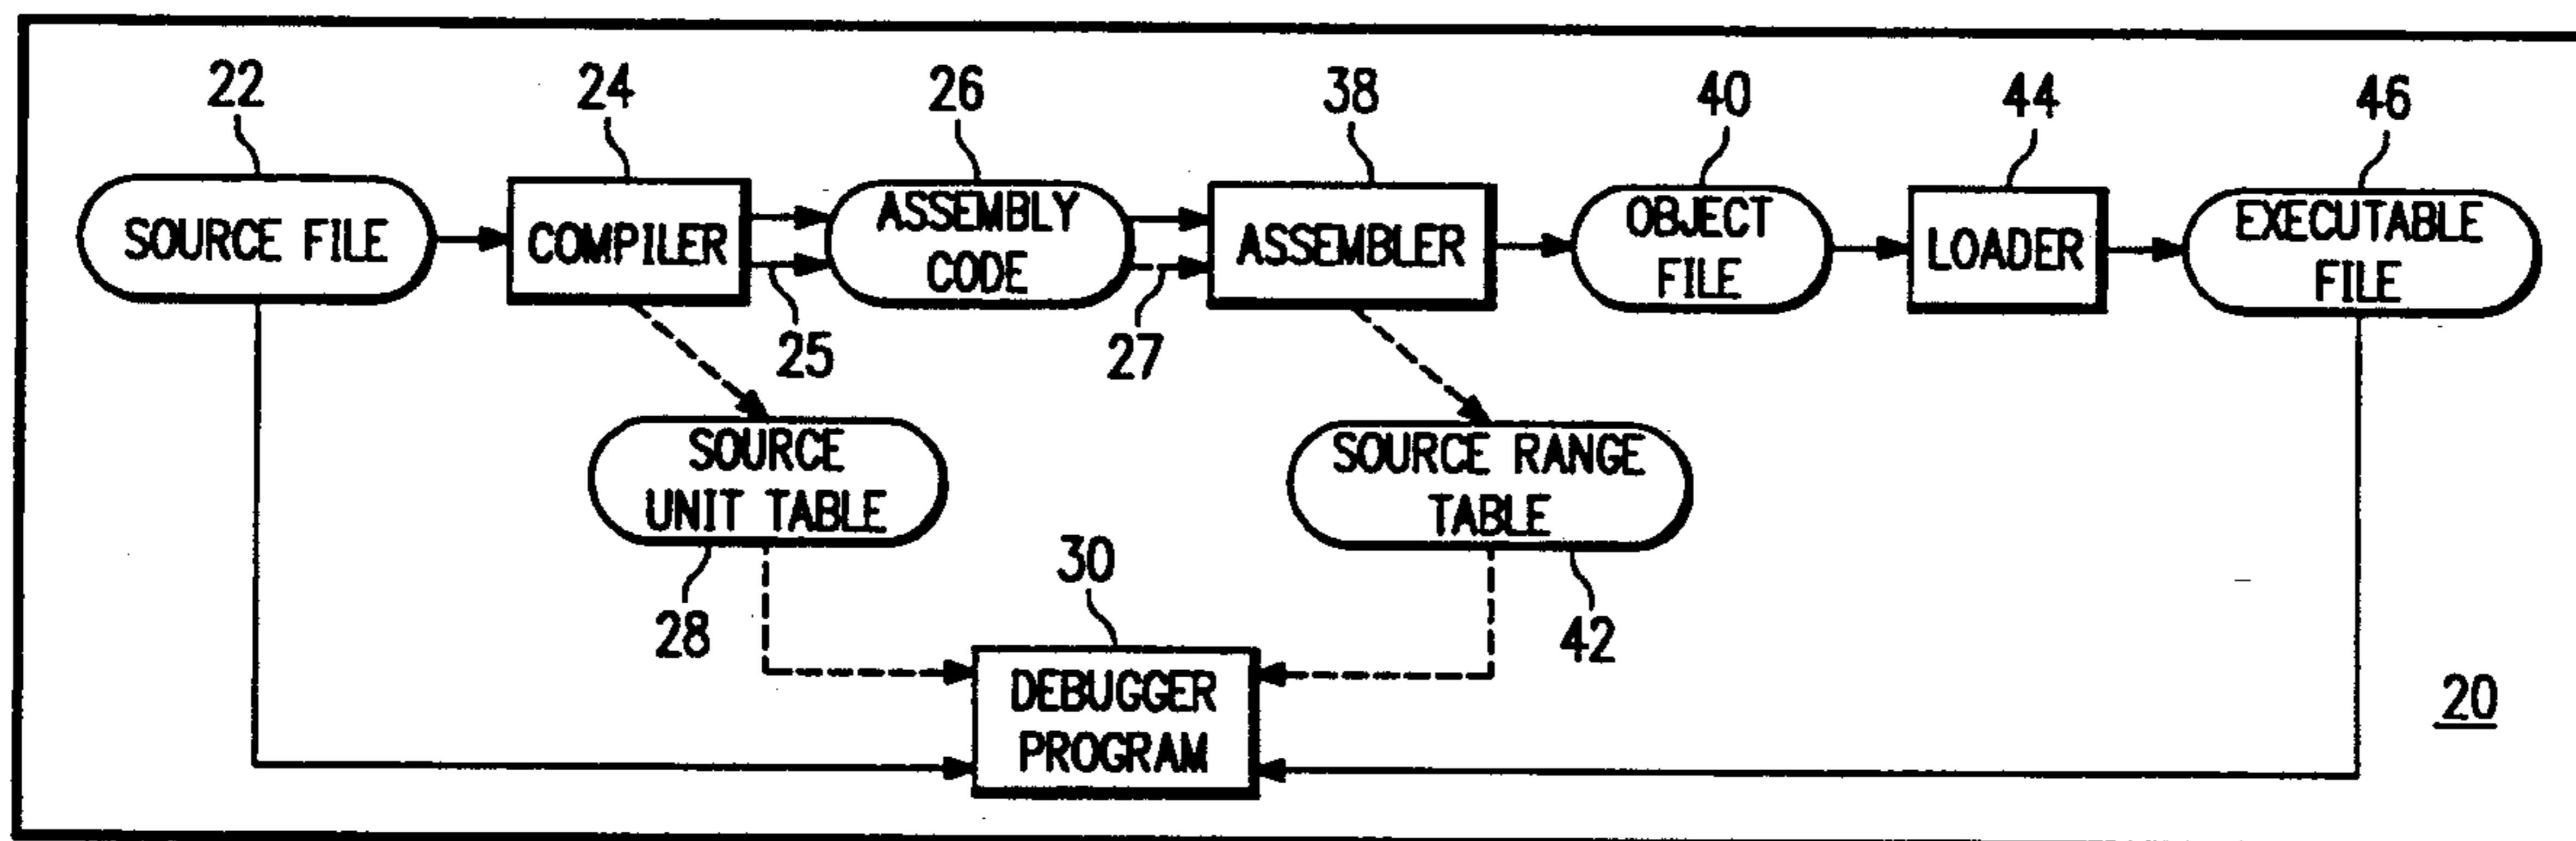 22
24
26
38
40
44
46
SOURCE FILE
COMPILER
ASSEMBLY
CODE
ASSEMBLER
OBJECT
FILE
LOADER
EXECUTABLE
FILE
25
27
SOURCE
UNIT TABLE
SOURCE RANGE
TABLE
28
30
42
DEBUGGER
PROGRAM
20